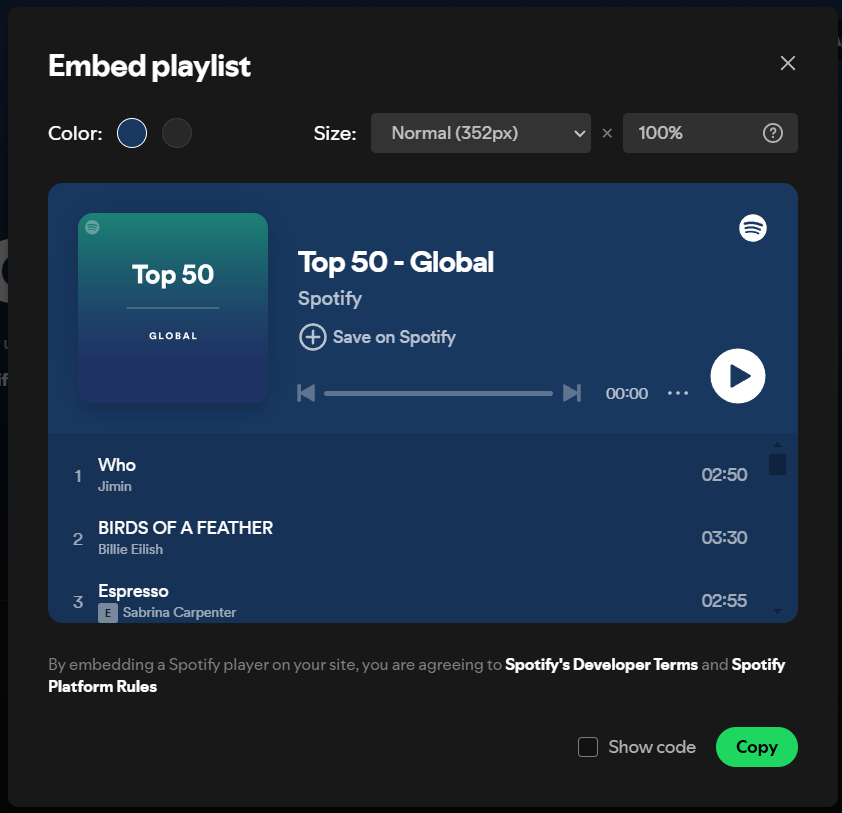 Embed playlist
Color:
Size:
Normal (352px)
×
100%
Top 50
GLOBAL
Top 50 - Global
Spotify
Save on Spotify
00:00
1
Who
Jimin
02:50
2
BIRDS OF A FEATHER
Billie Eilish
03:30
3
Espresso
E Sabrina Carpenter
02:55
By embedding a Spotify player on your site, you are agreeing to Spotify's Developer Terms and Spotify
Platform Rules
Show code
Copy